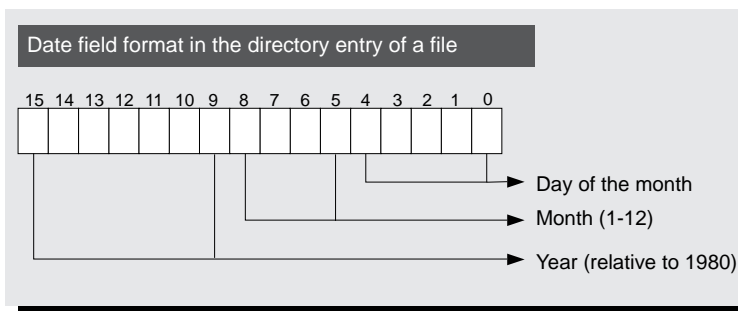 Date field format in the directory entry of a file
15 14 13 12 11 10 9 8 7 6 5 4 3 2 1 0
Day of the month
Month (1-12)
Year (relative to 1980)